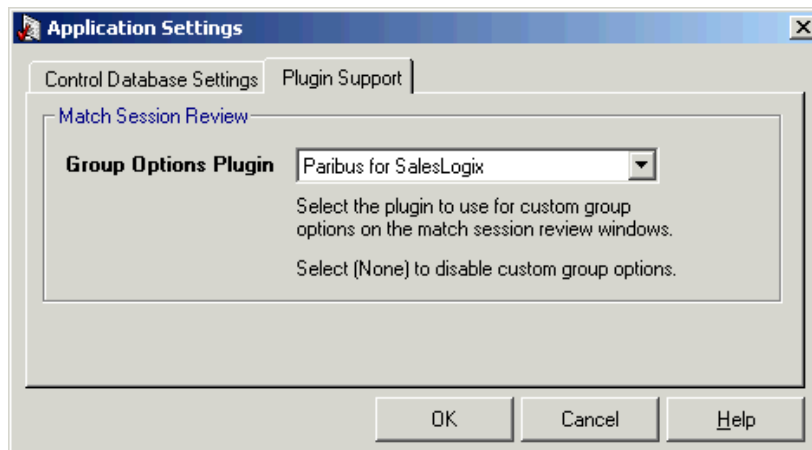 Application Settings
Control Database Settings
Plugin Support
Match Session Review
Group Options Plugin
Paribus for SalesLogix
Select the plugin to use for custom group
options on the match session review windows.
Select (None) to disable custom group options.
OK
Cancel
Help